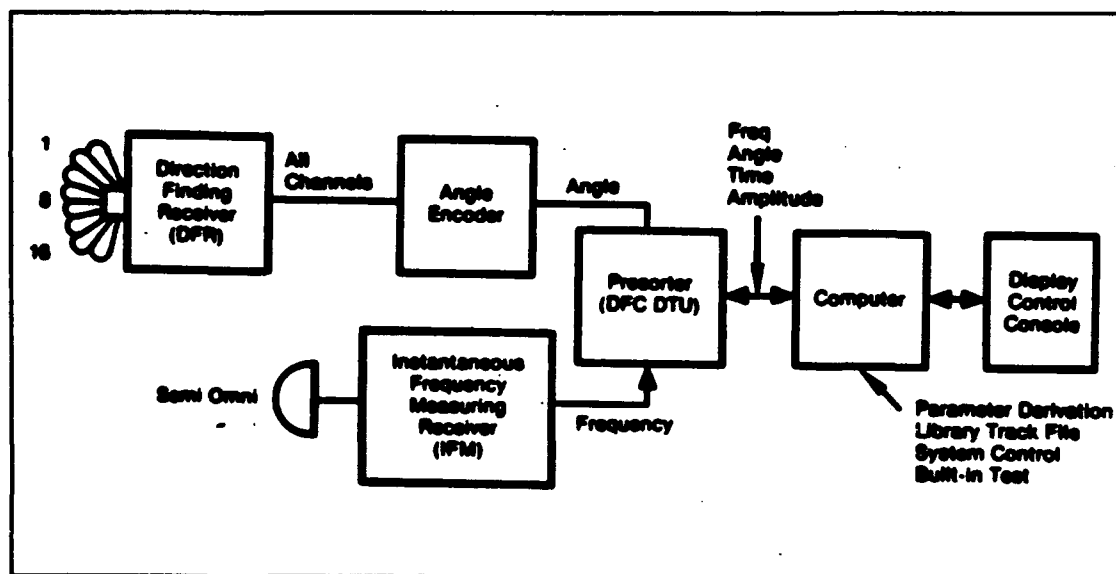 1
8
16
Direction
Finding
Receiver
(DFR)
All
Channels
Angle
Encoder
Angle
Freq
Angle
Time
Amplitude
Presorter
(DFC DTU)
Computer
Display
Control
Console
Semi Omni
Instantaneous
Frequency
Measuring
Receiver
(IFM)
Frequency
Parameter Derivation
Library Track File
System Control
Built-in Test